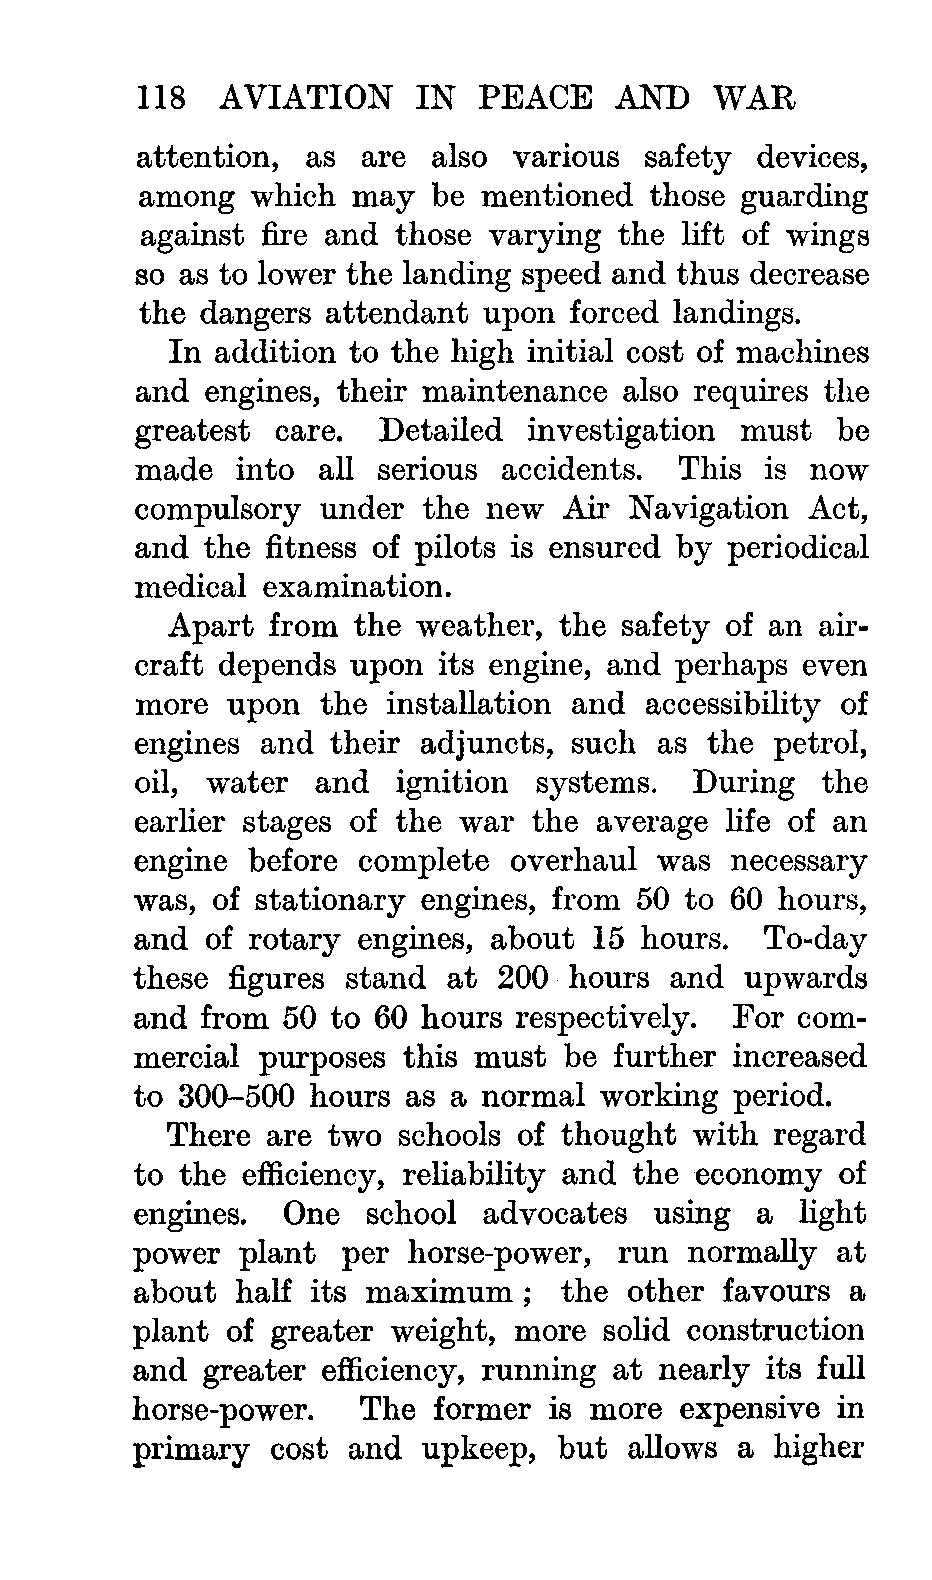 118 AVIATION IN PEACE AND WAR
attention, as are also various safety devices,
among which may be mentioned those guarding
against fire and those varying the lift of wings
so as to lower the landing speed and thus decrease
the dangers attendant upon forced landings.
In addition to the high initial cost of machines
and engines, their maintenance also requires the
greatest care. Detailed investigation must be
made into all serious accidents. This is now
compulsory under the new Air Navigation Act,
and the fitness of pilots is ensured by periodical
medical examination.
Apart from the weather, the safety of an air-
craft depends upon its engine, and perhaps even
more upon the installation and accessibility of
engines and their adjuncts, such as the petrol,
oil, water and ignition systems. During the
earlier stages of the war the average life of an
engine before complete overhaul was necessary
was, of stationary engines, from 50 to 60 hours,
and of rotary engines, about 15 hours. To-day
these figures stand at 200 hours and upwards
and from 50 to 60 hours respectively. For com-
mercial purposes this must be further increased
to 300–500 hours as a normal working period.
There are two schools of thought with regard
to the efficiency, reliability and the economy of
engines. One school advocates using a light
power plant per horse-power, run normally at
about half its maximum ; the other favours a
plant of greater weight, more solid construction
and greater efficiency, running at nearly its full
horse-power. The former is more expensive in
primary cost and upkeep, but allows a higher